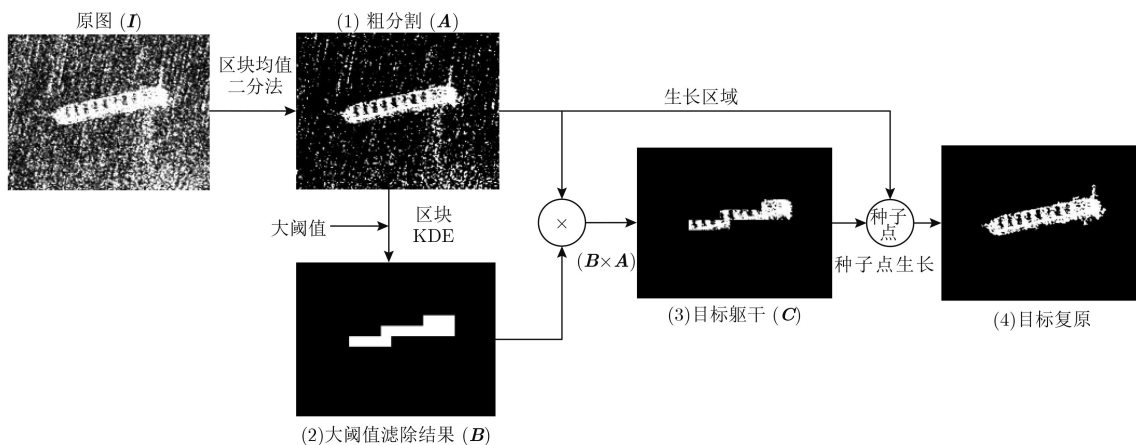 原图 (I)
(1) 粗分割 (A)
区块均值
二分法
生长区域
大阈值
区块
KDE
×
(B×A)
种子
点
种子点生长
(3)目标躯干 (C)
(4)目标复原
(2)大阈值滤除结果 (B)